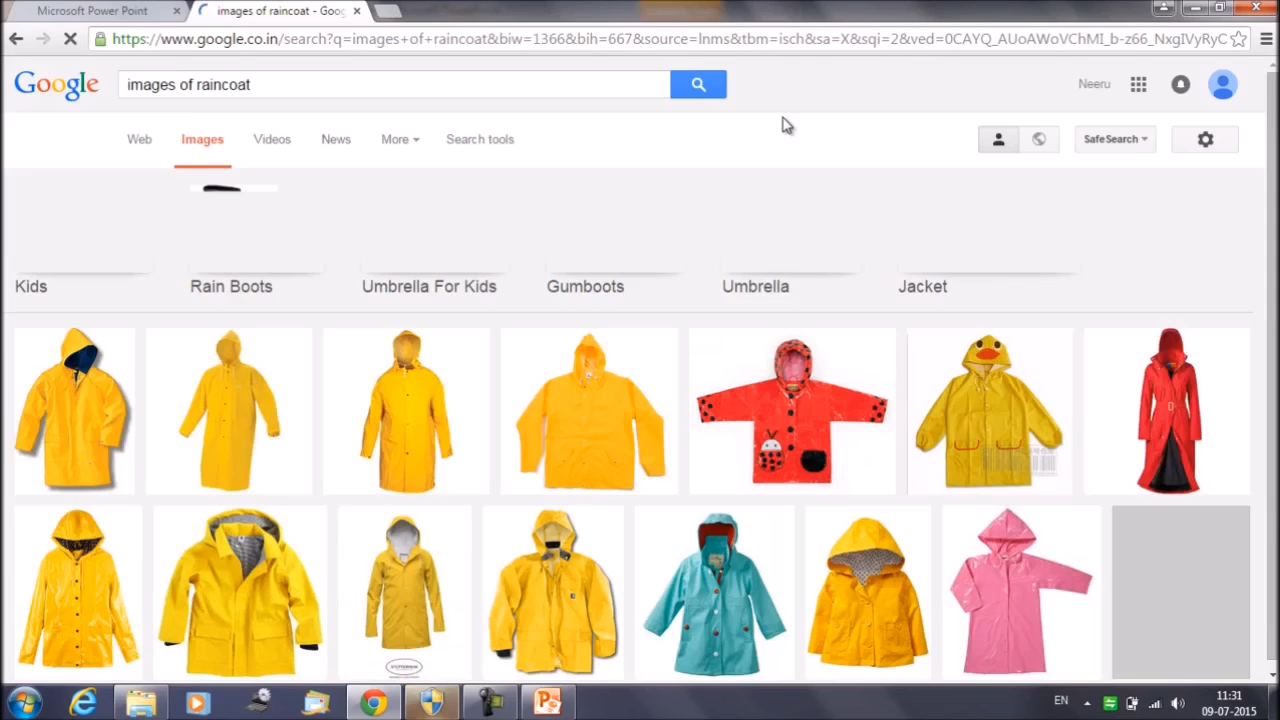 Microsoft Power Point
images of raincoat - Goog
https://www.google.co.in/search?q=images+of+raincoat&biw=1366&bih=667&source=lnms&tbm=isch&sa=X&sqi=2&ved=0CAYQ_AUoAWoVChMI_b-z66_NxgIVyRyC
Google
images of raincoat
Neeru
Web Images Videos News More Search tools
SafeSearch
Kids Rain Boots Umbrella For Kids Gumboots Umbrella Jacket
EN
11:31
09-07-2015